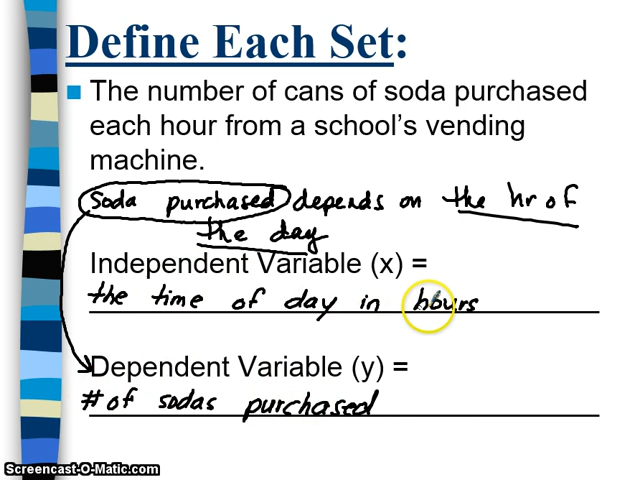 Define Each Set:
The number of cans of soda purchased
each hour from a school's vending
machine.
Soda purchased depends on the hr of
the day
Independent Variable (x) =
the time of day in hours
Dependent Variable (y) =
# of sodas purchased
Screencast-O-Matic.com